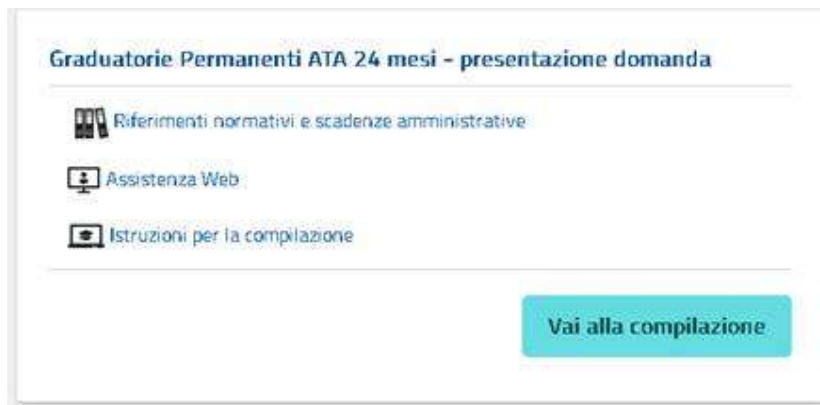 Graduatorie Permanenti ATA 24 mesi – presentazione domanda
Riferimenti normativi e scadenze amministrative
Assistenza Web
Istruzioni per la compilazione
Vai alla compilazione